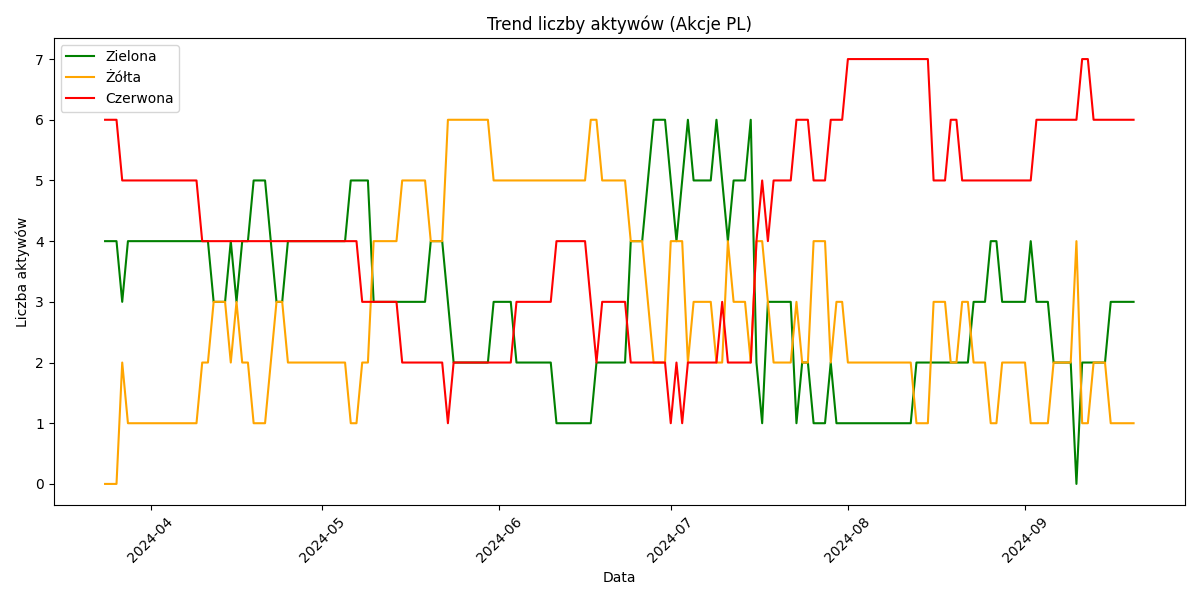 Trend liczby aktywów (Akcje PL)
Zielona
Żółta
Czerwona
Liczba aktywów
7
6
5
4
3
2
1
0
2024-04
2024-05
2024-06
2024-07
2024-08
2024-09
Data